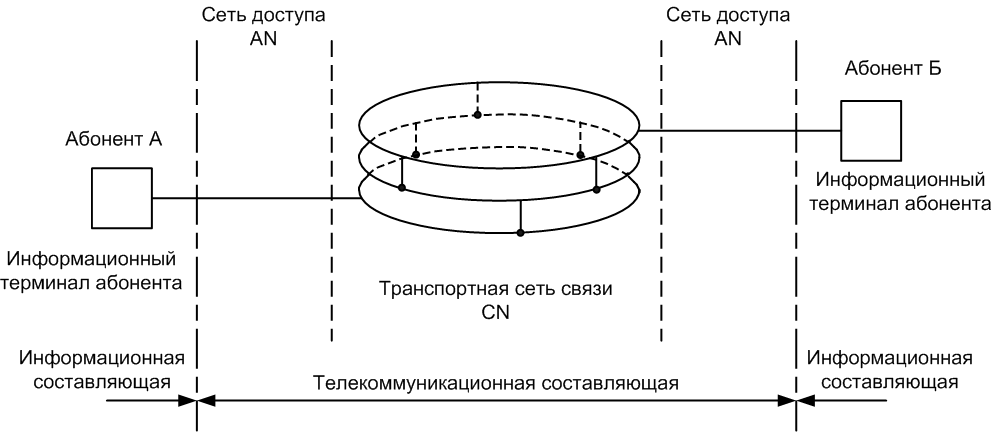 Сеть доступа
AN
Сеть доступа
AN
Абонент Б
Абонент А
Информационный
терминал абонента
Информационный
терминал абонента
Транспортная сеть связи
CN
Информационная
составляющая
Телекоммуникационная составляющая
Информационная
составляющая